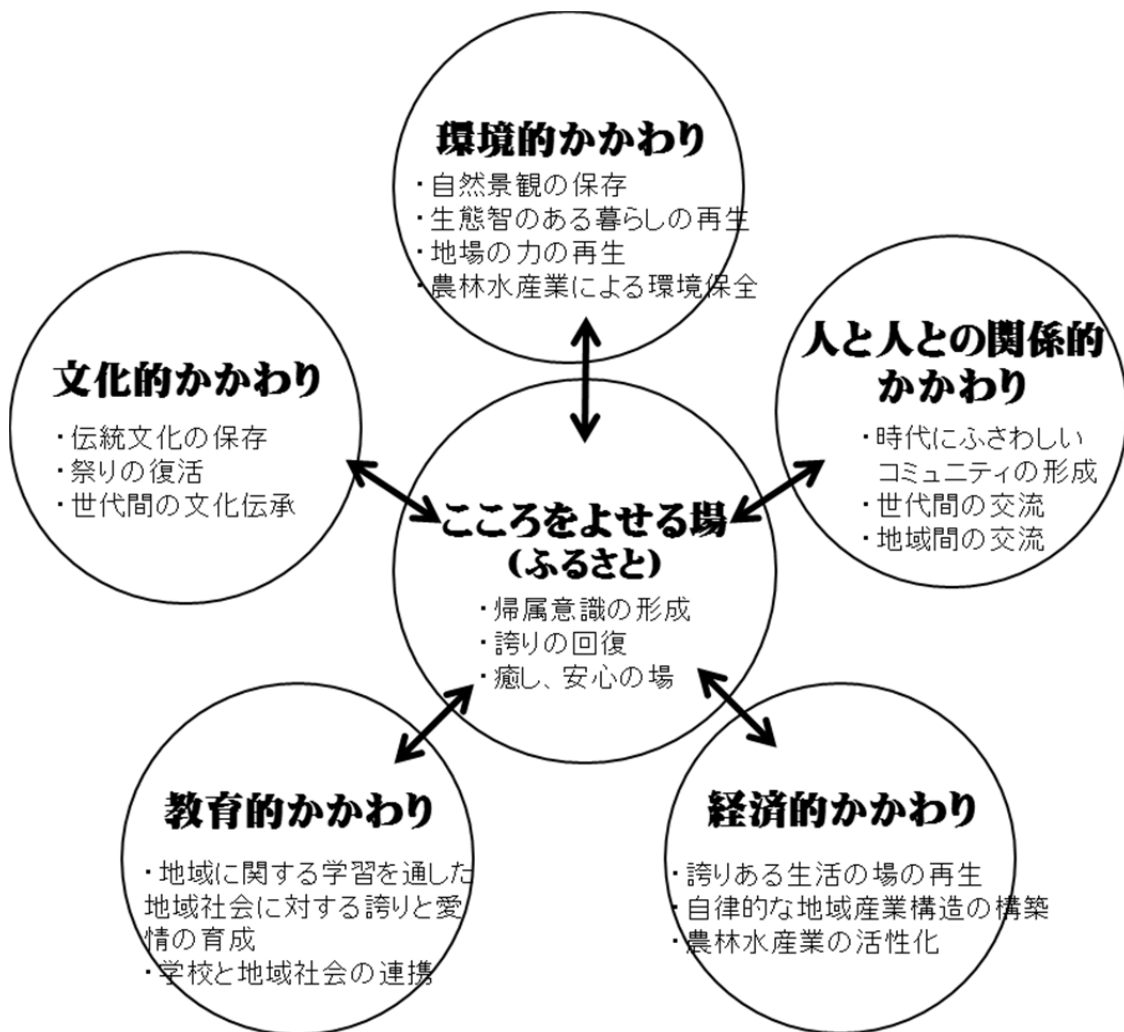 環境的かかわり
・自然景観の保存
・生態智のある暮らしの再生
・地場の力の再生
・農林水産業による環境保全
文化的かかわり
・伝統文化の保存
・祭りの復活
・世代間の文化伝承
人と人との関係的
かかわり
・時代にふさわしい
コミュニティの形成
・世代間の交流
・地域間の交流
こころをよせる場
(ふるさと)
・帰属意識の形成
・誇りの回復
・癒し、安心の場
教育的かかわり
・地域に関する学習を通した
地域社会に対する誇りと愛
情の育成
・学校と地域社会の連携
経済的かかわり
・誇りある生活の場の再生
・自律的な地域産業構造の構築
・農林水産業の活性化